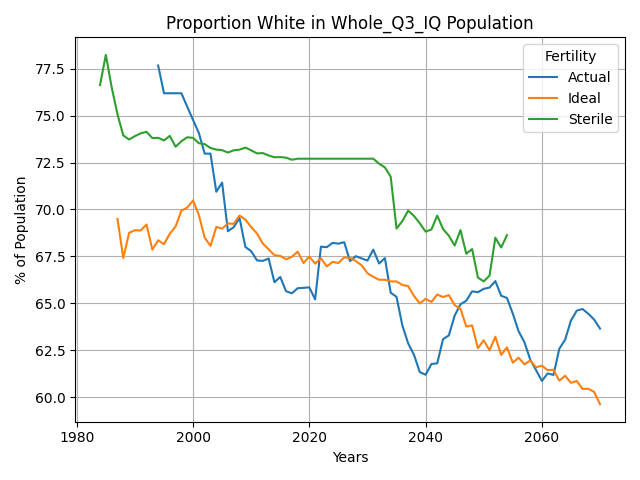 Proportion White in Whole_Q3_IQ Population
Fertility
Actual
Ideal
Sterile
% of Population
77.5
75.0
72.5
70.0
67.5
65.0
62.5
60.0
1980
2000
2020
2040
2060
Years